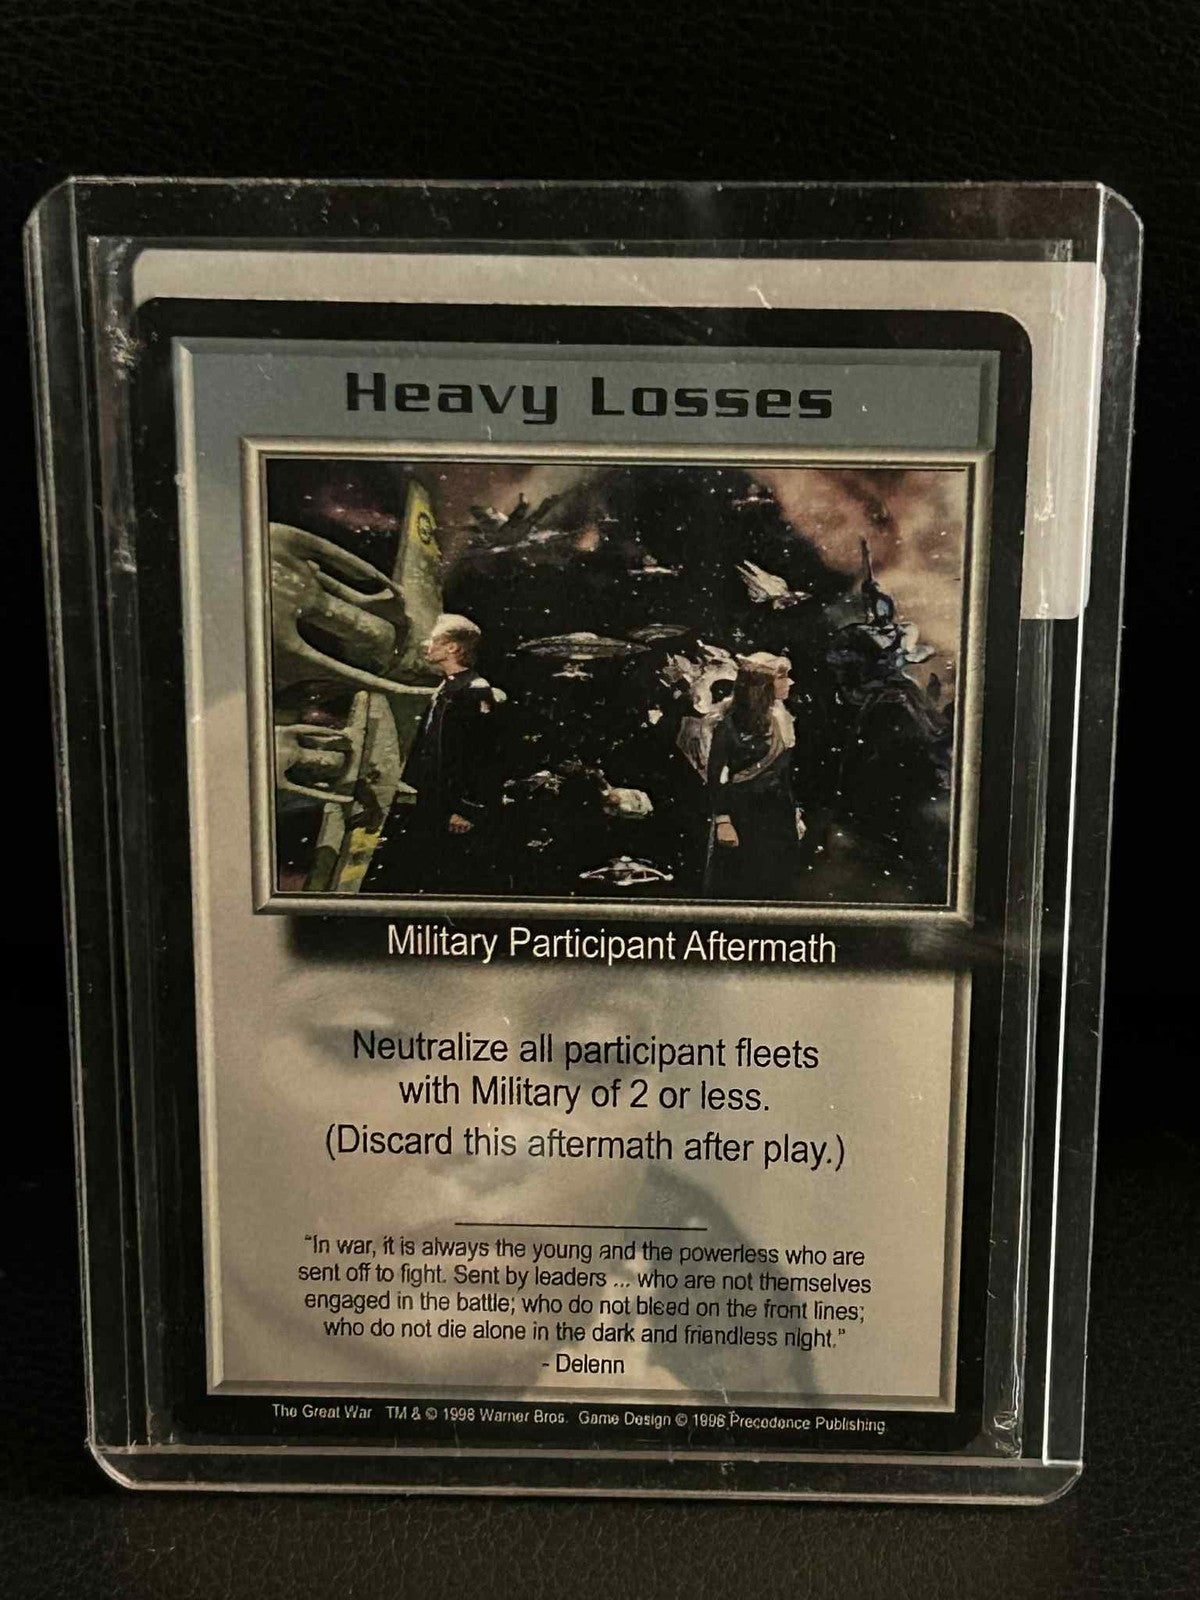 Heavy Losses
Military Participant Aftermath
Neutralize all participant fleets
with Military of 2 or less.
(Discard this aftermath after play.)
"In war, it is always the young and the powerless who are
sent off to fight. Sent by leaders ... who are not themselves
engaged in the battle; who do not bleed on the front lines;
who do not die alone in the dark and friendless night."
- Delenn
The Great War TM & © 1998 Warner Bros. Game Design © 1998 Precedence Publishing